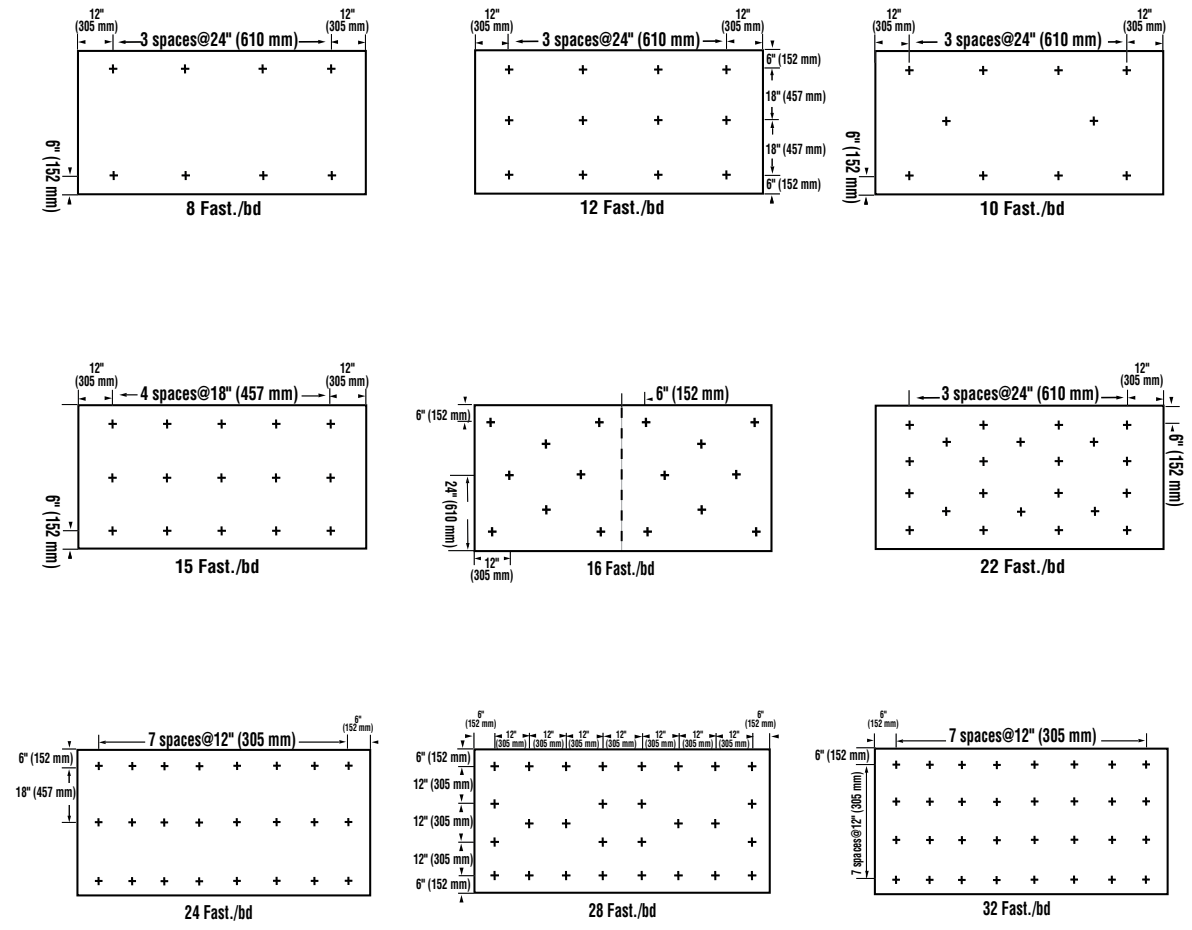 12"
(305 mm)
3 spaces@24" (610 mm)
12"
(305 mm)
6" (152 mm)
8 Fast./bd
12"
(305 mm)
3 spaces@24" (610 mm)
12"
(305 mm)
6" (152 mm)
18" (457 mm)
18" (457 mm)
6" (152 mm)
12 Fast./bd
12"
(305 mm)
3 spaces@24" (610 mm)
12"
(305 mm)
6" (152 mm)
10 Fast./bd
12"
(305 mm)
4 spaces@18" (457 mm)
12"
(305 mm)
6" (152 mm)
15 Fast./bd
6" (152 mm)
6" (152 mm)
24" (610 mm)
12"
(305 mm)
16 Fast./bd
3 spaces@24" (610 mm)
12"
(305 mm)
6" (152 mm)
22 Fast./bd
7 spaces@12" (305 mm)
6"
(152 mm)
6" (152 mm)
18" (457 mm)
24 Fast./bd
6"
(152 mm)
12"
(305 mm)
12"
(305 mm)
12"
(305 mm)
12"
(305 mm)
12"
(305 mm)
12"
(305 mm)
12"
(305 mm)
6"
(152 mm)
6" (152 mm)
12" (305 mm)
12" (305 mm)
12" (305 mm)
6" (152 mm)
28 Fast./bd
6"
(152 mm)
7 spaces@12" (305 mm)
6" (152 mm)
7 spaces@12" (305 mm)
32 Fast./bd